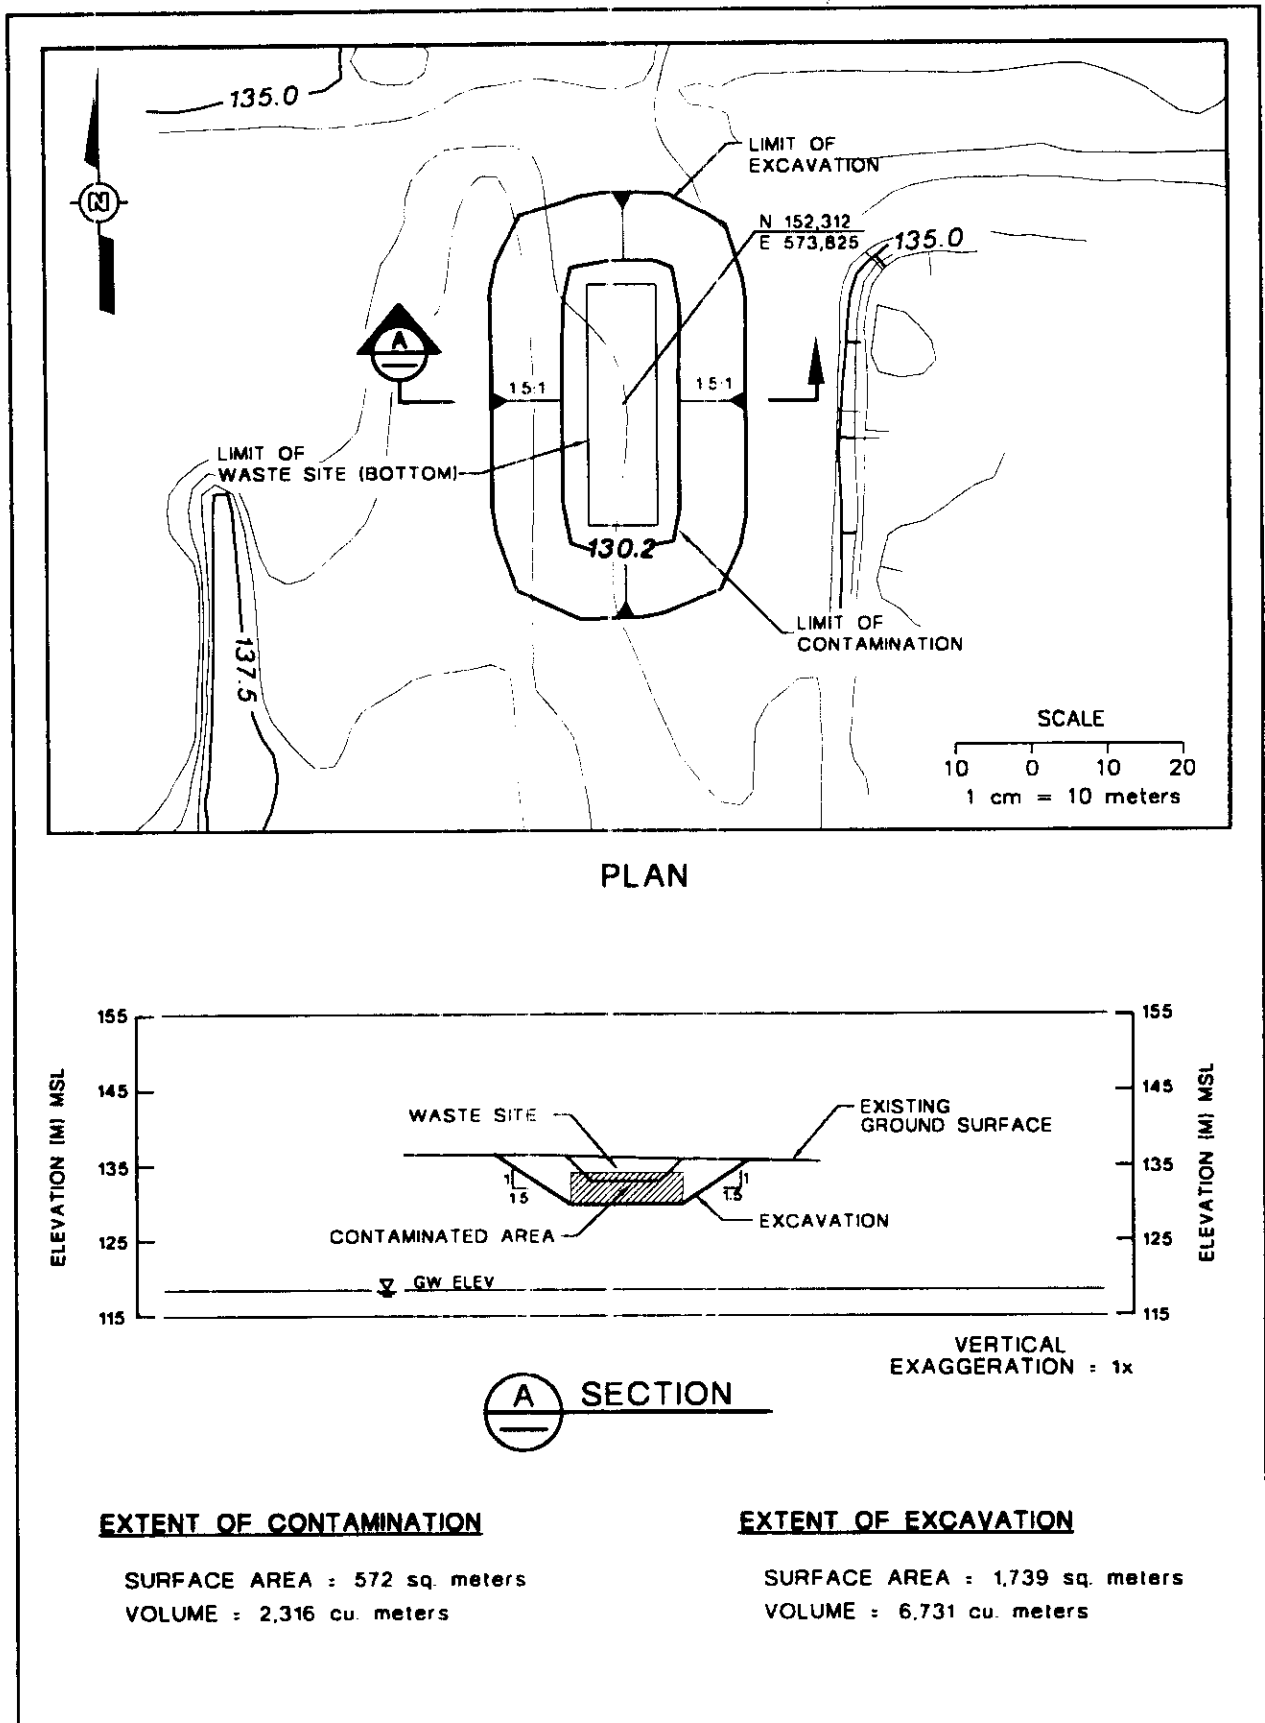 135.0
LIMIT OF
EXCAVATION
N 152,312
E 573,825
N
135.0
A
1.5:1
1.5:1
LIMIT OF
WASTE SITE (BOTTOM)
130.2
LIMIT OF
CONTAMINATION
137.5
SCALE
10 0 10 20
1 cm = 10 meters
PLAN
155
155
145
145
ELEVATION (M) MSL
ELEVATION (M) MSL
WASTE SITE
EXISTING
GROUND SURFACE
135
135
1
1.5
1
1.5
CONTAMINATED AREA
EXCAVATION
125
125
GW ELEV
115
115
VERTICAL
EXAGGERATION = 1x
A
SECTION
EXTENT OF CONTAMINATION
SURFACE AREA = 572 sq. meters
VOLUME = 2,316 cu. meters
EXTENT OF EXCAVATION
SURFACE AREA = 1,739 sq. meters
VOLUME = 6,731 cu. meters